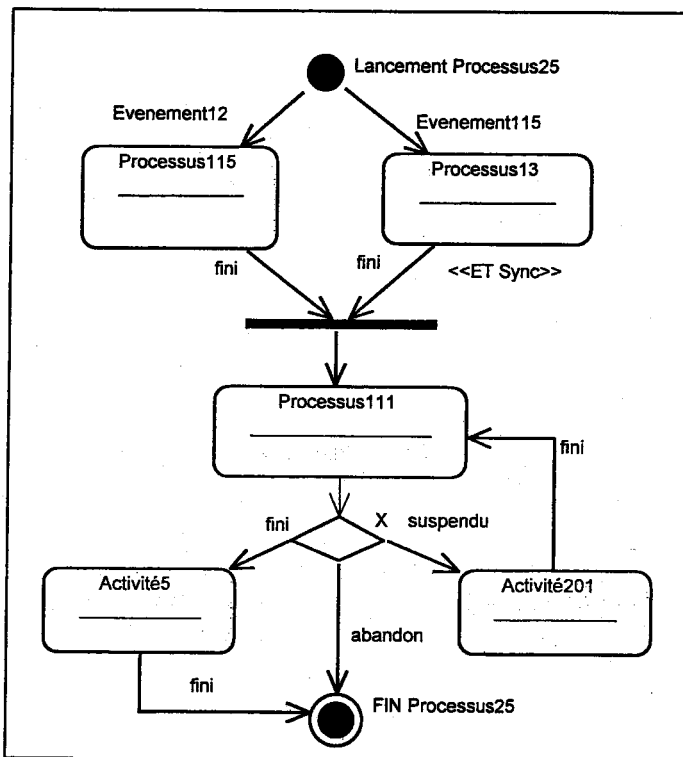 Lancement Processus25
Evenement12
Evenement115
Processus115
Processus13
fini
fini
<<ET Sync>>
Processus111
fini
fini
X suspendu
Activité5
Activité201
abandon
fini
FIN Processus25